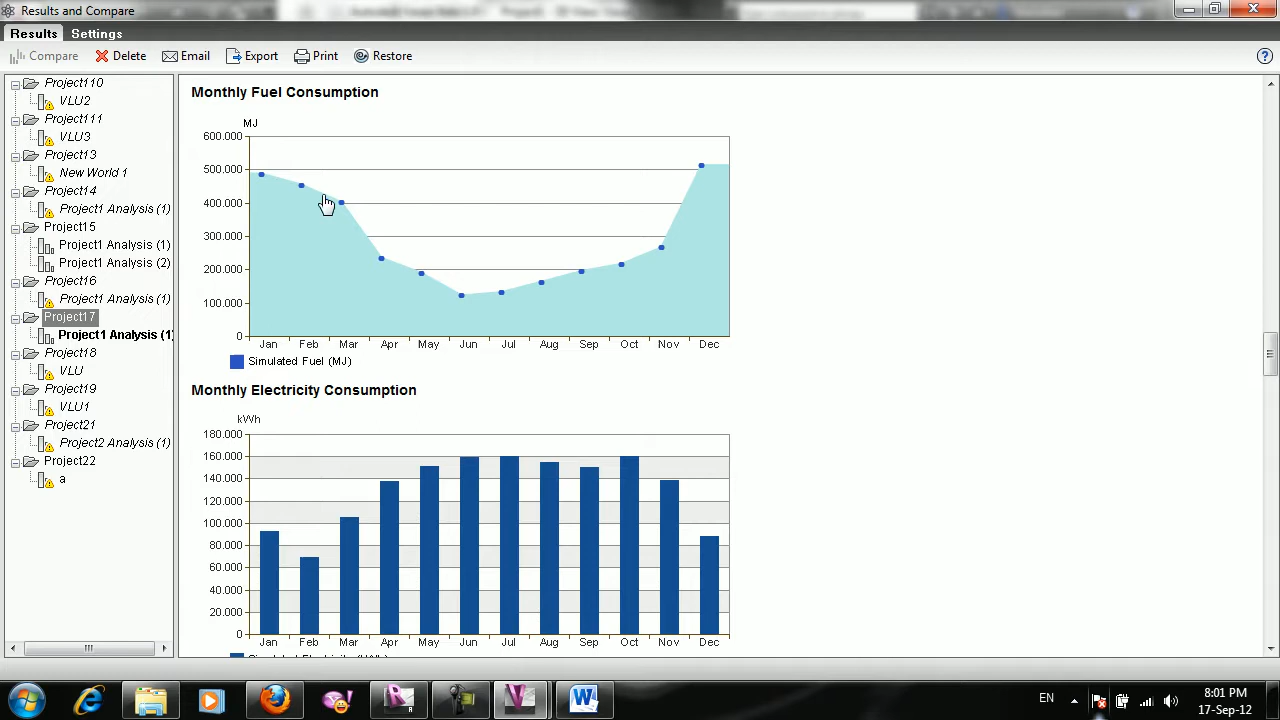 Results and Compare
Results Settings
Compare Delete Email Export Print Restore
Project110
VLU2
Project111
VLU3
Project13
New World 1
Project14
Project1 Analysis (1)
Project15
Project1 Analysis (1)
Project1 Analysis (2)
Project16
Project1 Analysis (1)
Project17
Project1 Analysis (1)
Project18
VLU
Project19
VLU1
Project21
Project2 Analysis (1)
Project22
a
Monthly Fuel Consumption
MJ
600.000
500.000
400.000
300.000
200.000
100.000
0
Jan Feb Mar Apr May Jun Jul Aug Sep Oct Nov Dec
Simulated Fuel (MJ)
Monthly Electricity Consumption
kWh
180.000
160.000
140.000
120.000
100.000
80.000
60.000
40.000
20.000
0
Jan Feb Mar Apr May Jun Jul Aug Sep Oct Nov Dec
EN
8:01 PM
17-Sep-12